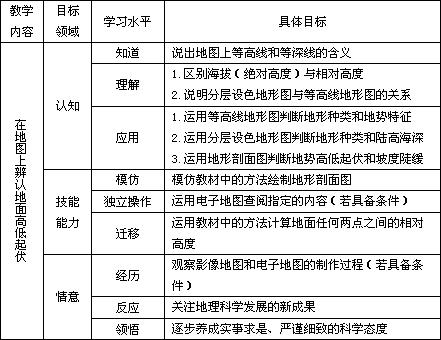 教学
内容
目标
领域
学习水平
具体目标
在地图上辨认地面高低起伏
认知
知道
说出地图上等高线和等深线的含义
理解
1.区别海拔(绝对高度)与相对高度
2.说明分层设色地形图与等高线地形图的关系
应用
1.运用等高线地形图判断地形种类和地势特征
2.运用分层设色地形图判断地形种类和陆高海深
3.运用地形剖面图判断地势高低起伏和坡度陡缓
技能
能力
模仿
模仿教材中的方法绘制地形剖面图
独立操作
运用电子地图查阅指定的内容(若具备条件)
迁移
运用教材中的方法计算地面任何两点之间的相对
高度
情意
经历
观察影像地图和电子地图的制作过程(若具备条
件)
反应
关注地理科学发展的新成果
领悟
逐步养成实事求是、严谨细致的科学态度